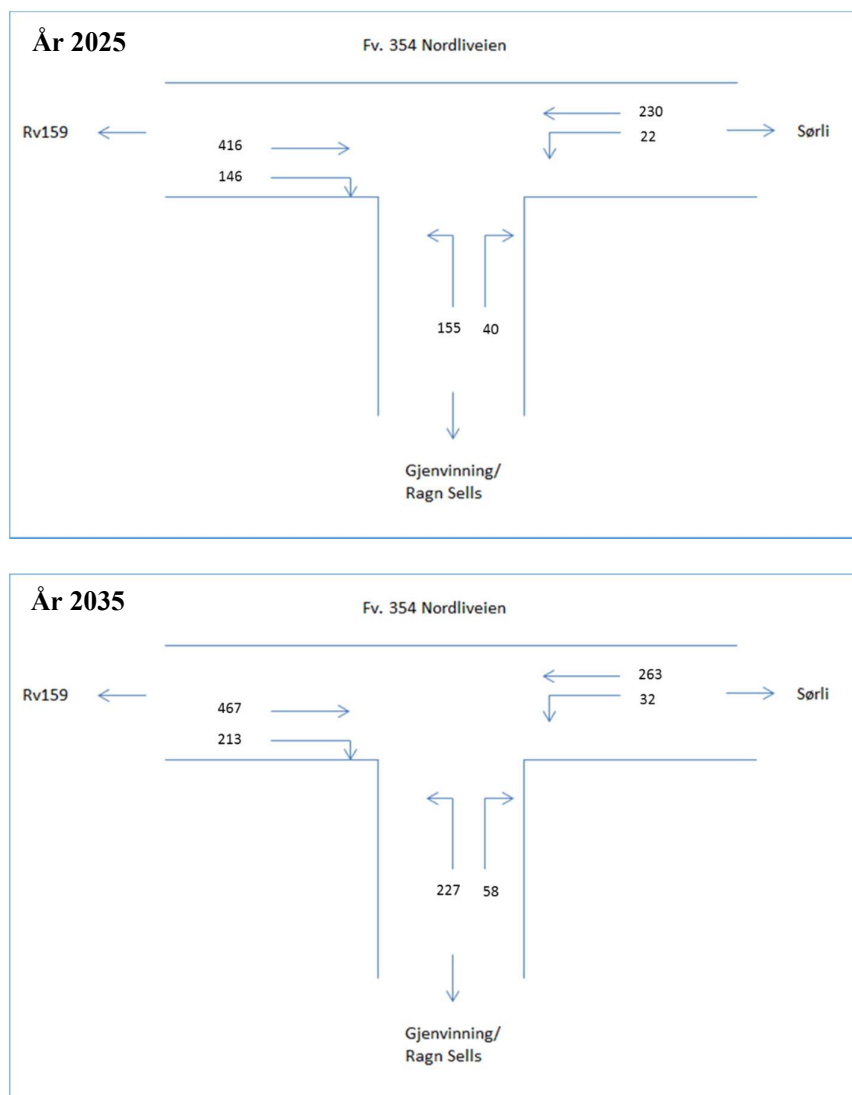 År 2025
Fv. 354 Nordliveien
Rv159
416
146
230
22
Sørli
155 40
Gjenvinning/
Ragn Sells
År 2035
Fv. 354 Nordliveien
Rv159
467
213
263
32
Sørli
227 58
Gjenvinning/
Ragn Sells